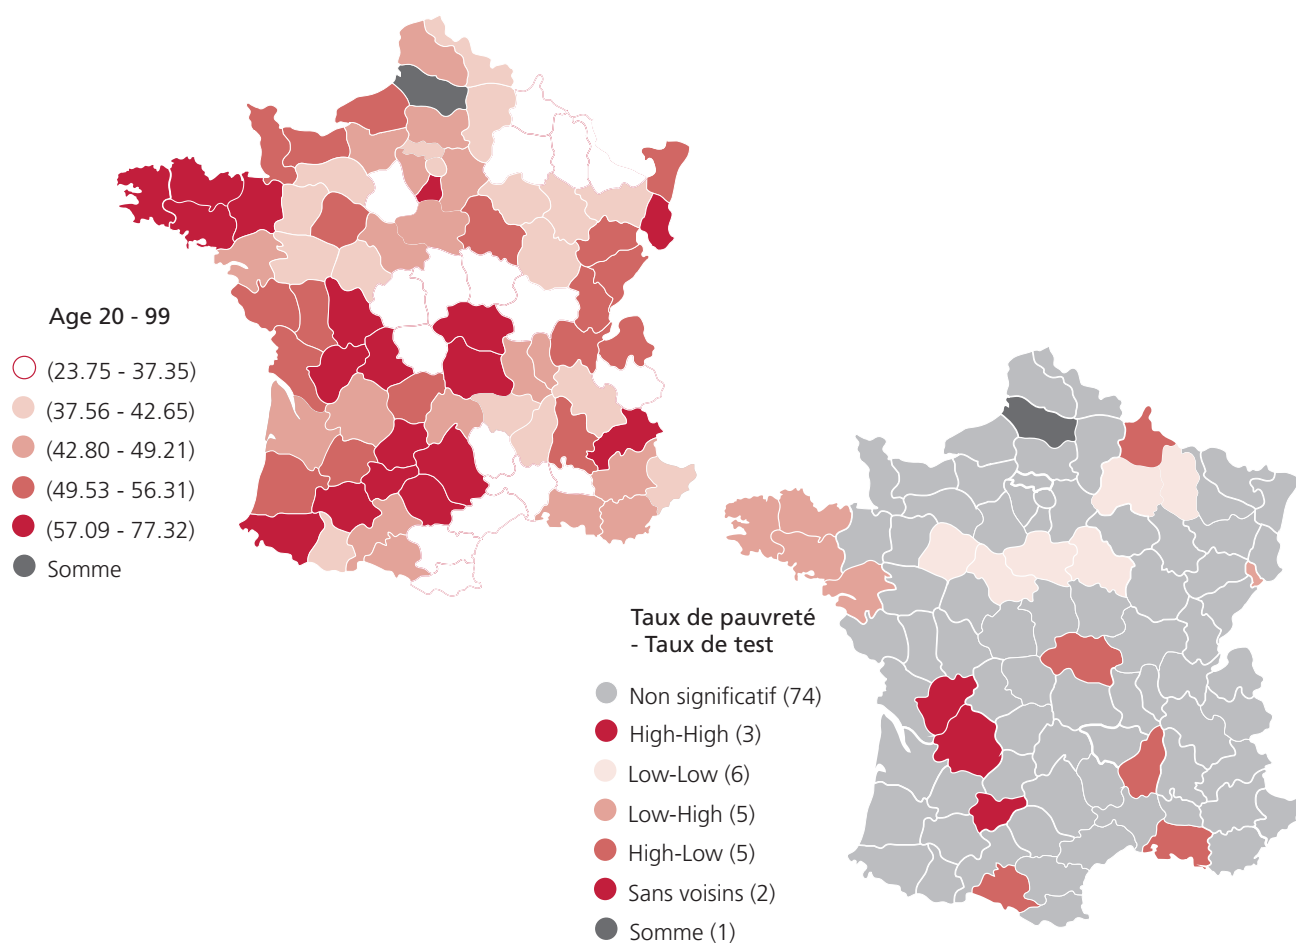 Age 20 - 99
(23.75 - 37.35)
(37.56 - 42.65)
(42.80 - 49.21)
(49.53 - 56.31)
(57.09 - 77.32)
Somme
Taux de pauvreté
- Taux de test
Non significatif (74)
High-High (3)
Low-Low (6)
Low-High (5)
High-Low (5)
Sans voisins (2)
Somme (1)